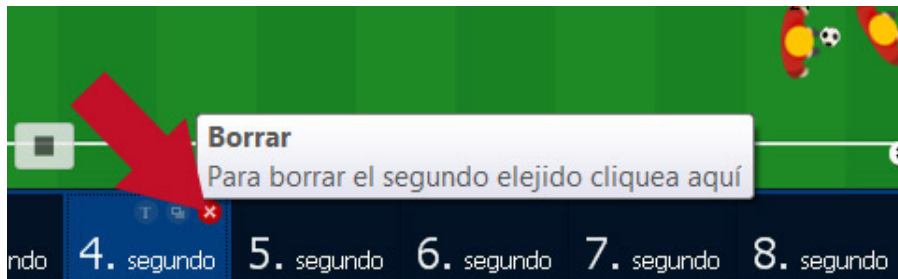 Borrar
Para borrar el segundo elejido cliquea aquí
T
ndo 4. segundo 5. segundo 6. segundo 7. segundo 8. segundo